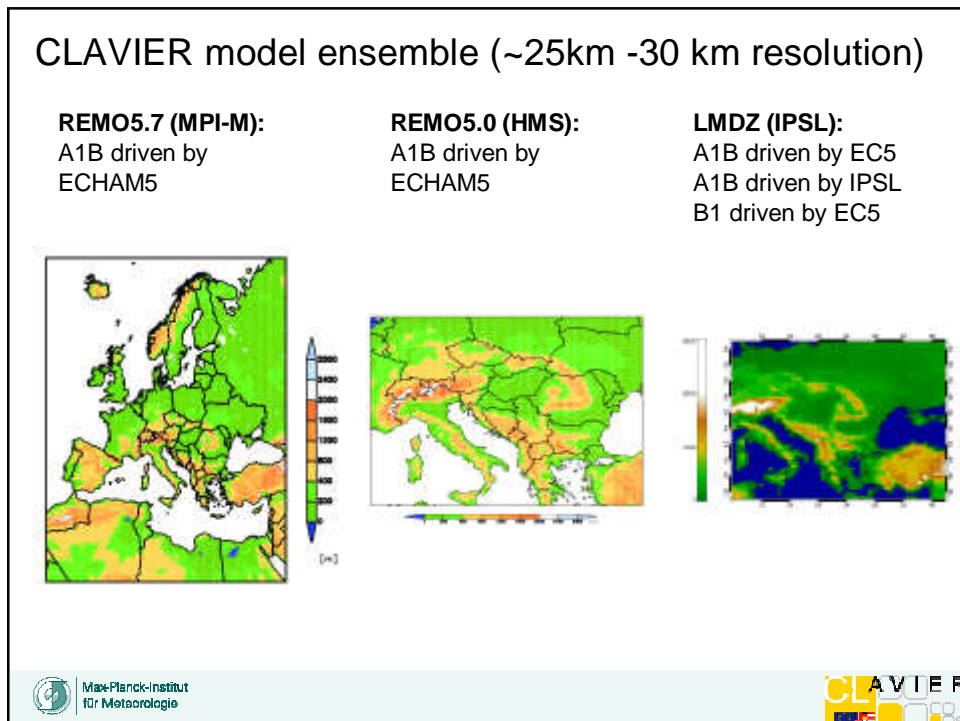 CLAVIER model ensemble (~25km -30 km resolution)
REMO5.7 (MPI-M):
A1B driven by
ECHAM5
REMO5.0 (HMS):
A1B driven by
ECHAM5
LMDZ (IPSL):
A1B driven by EC5
A1B driven by IPSL
B1 driven by EC5
[m]
Max-Planck-Institut
für Meteorologie
CLAVIER